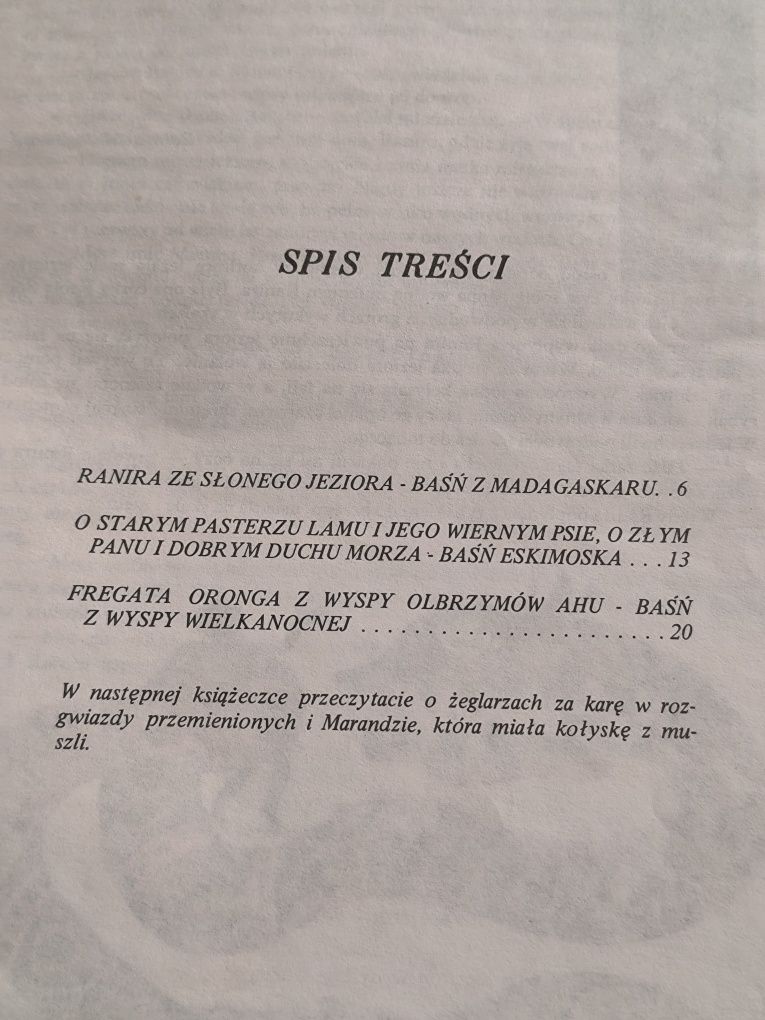 SPIS TREŚCI
RANIRA ZE SŁONEGO JEZIORA - BAŚŃ Z MADAGASKARU. . 6
O STARYM PASTERZU LAMU I JEGO WIERNYM PSIE, O ZŁYM
PANU I DOBRYM DUCHU MORZA - BAŚŃ ESKIMOSKA . . . 13
FREGATA ORONGA Z WYSPY OLBRZYMÓW AHU - BAŚŃ
Z WYSPY WIELKANOCNEJ . . . . . . . . . . . . . . . . . . . . . . . 20
W następnej książeczce przeczytacie o żeglarzach za karę w roz-
gwiazdy przemienionych i Marandzie, która miała kołyskę z mu-
szli.